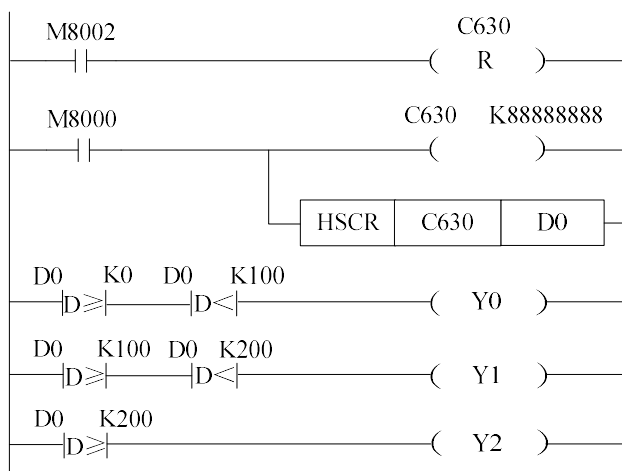 M8002 C630
R
M8000 C630 K88888888
HSCR C630 D0
D0 K0 D0 K100
D≥ D< Y0
D0 K100 D0 K200
D≥ D< Y1
D0 K200
D≥ Y2